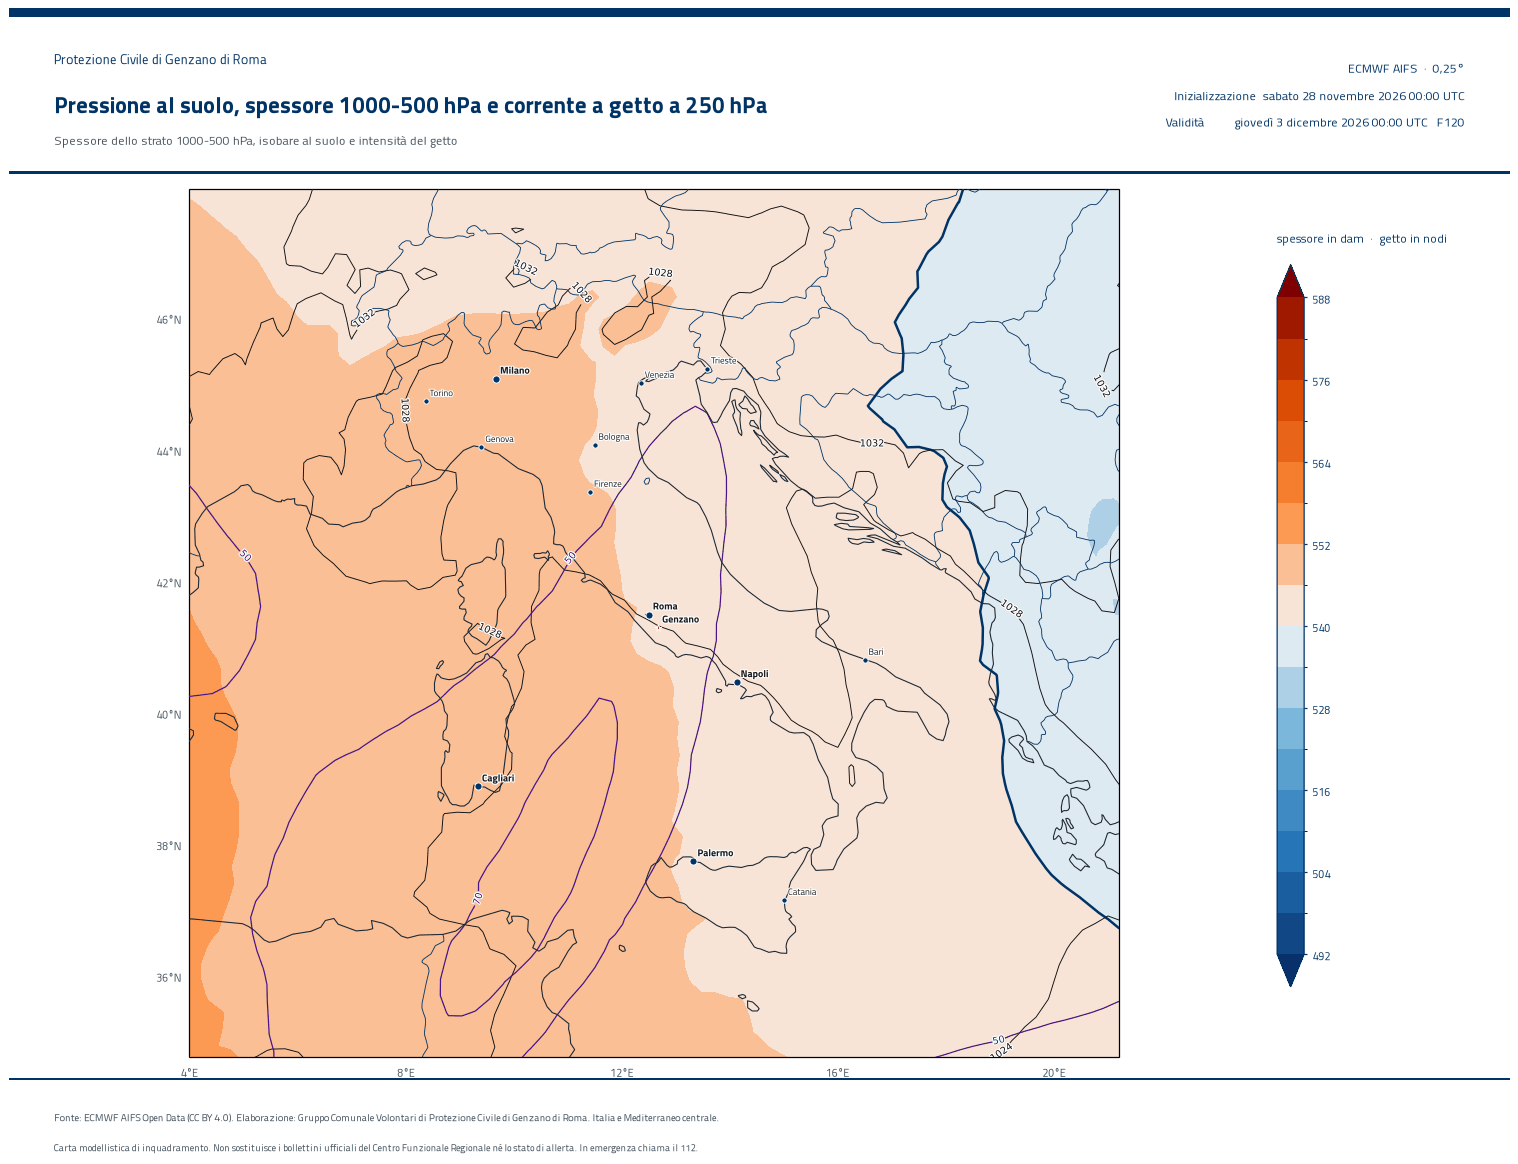 Protezione Civile di Genzano di Roma
Pressione al suolo, spessore 1000-500 hPa e corrente a getto a 250 hPa
Spessore dello strato 1000-500 hPa, isobare al suolo e intensità del getto
ECMWF AIFS · 0,25°
Inizializzazione sabato 28 novembre 2026 00:00 UTC
Validità giovedì 3 dicembre 2026 00:00 UTC F120
spessore in dam · getto in nodi
588
576
564
552
540
528
516
504
492
46°N
44°N
42°N
40°N
38°N
36°N
4°E
8°E
12°E
16°E
20°E
1032
1028
1028
1032
1032
1028
1032
1028
1028
1024
50
50
70
50
Milano
Torino
Genova
Venezia
Trieste
Bologna
Firenze
Roma
Genzano
Napoli
Bari
Cagliari
Palermo
Catania
Fonte: ECMWF AIFS Open Data (CC BY 4.0). Elaborazione: Gruppo Comunale Volontari di Protezione Civile di Genzano di Roma. Italia e Mediterraneo centrale.
Carta modellistica di inquadramento. Non sostituisce i bollettini ufficiali del Centro Funzionale Regionale né lo stato di allerta. In emergenza chiama il 112.